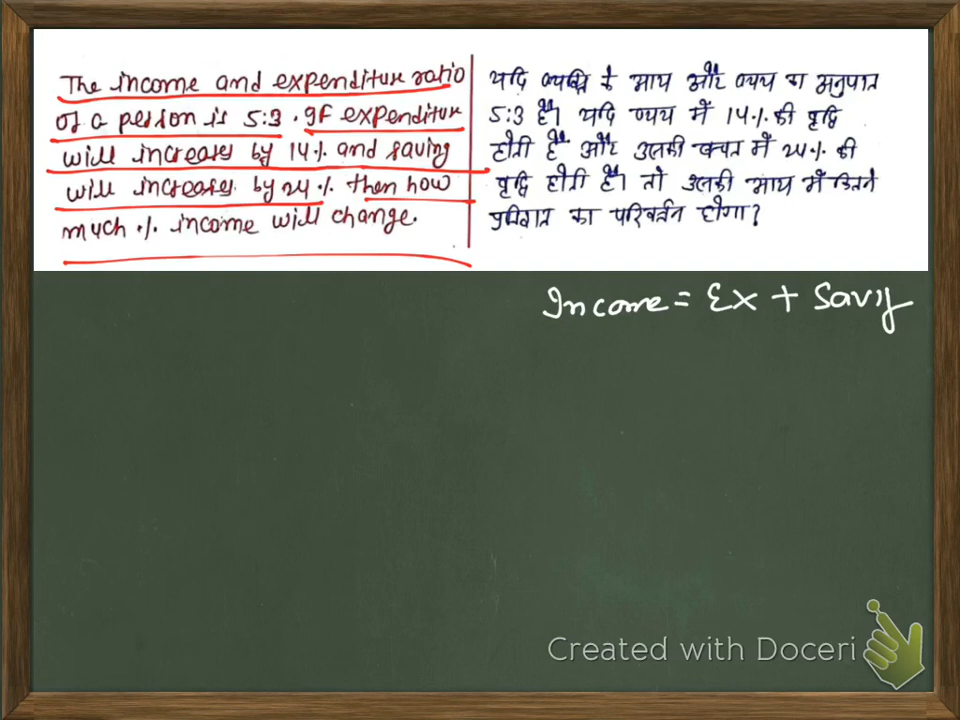 The income and expenditure ratio
of a person is 5:3. If expenditure
will increase by 14% and saving
will increase by 24% then how
much % income will change.
यदि व्यक्ति के आय और व्यय का अनुपात
5:3 है। यदि व्यय में 14% की वृद्धि
होती है और उसकी बचत में 24% की
वृद्धि होती है। तो उसकी आय में कितने
प्रतिशत का परिवर्तन होगा?
Income = Ex + Saving
Created with Doceri